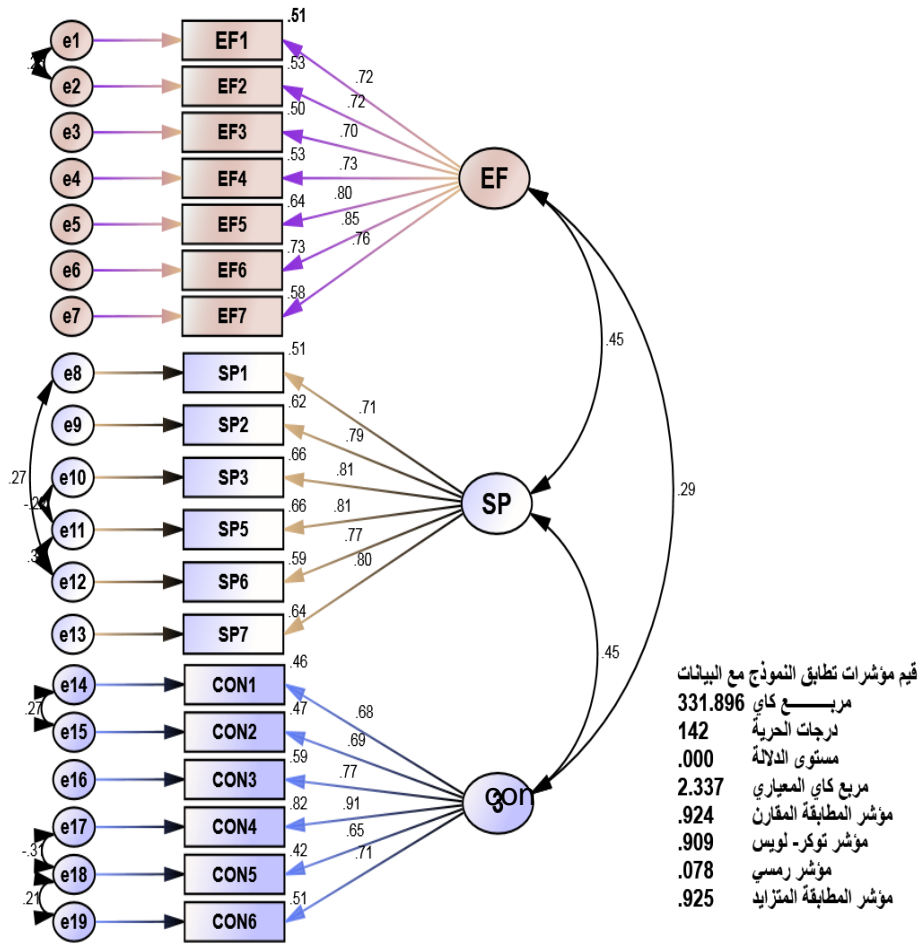 e1 EF1 .51
.2
e2 EF2 .53
e3 EF3 .50
e4 EF4 .53
e5 EF5 .64
e6 EF6 .73
e7 EF7 .58
.72
.72
.70
.73
.80
.85
.76
EF
.45
.29
e8 SP1 .51
e9 SP2 .62
e10 SP3 .66
e11 SP5 .66
e12 SP6 .59
e13 SP7 .64
.27
.71
.79
.81
.81
.77
.80
SP
.45
e14 CON1 .46
.27
e15 CON2 .47
e16 CON3 .59
e17 CON4 .82
-.31
e18 CON5 .42
.21
e19 CON6 .51
.68
.69
.77
.91
.65
.71
con
3
قيم مؤشرات تطابق النموذج مع البيانات
مربـــــــع كاي 331.896
درجات الحرية 142
مستوى الدلالة .000
مربع كاي المعياري 2.337
مؤشر المطابقة المقارن .924
مؤشر توكر- لويس .909
مؤشر رمسي .078
مؤشر المطابقة المتزايد .925